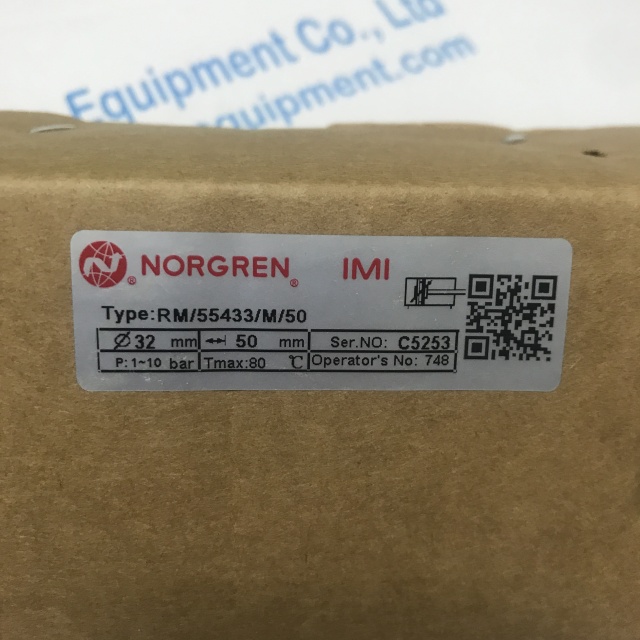 Equipment Co., Ltd
equipment.com
NORGREN® IMI
Type:RM/55433/M/50
Ø 32 mm ↔ 50 mm Ser.NO: C5253
P:1~10 bar Tmax:80 ℃ Operator's No: 748